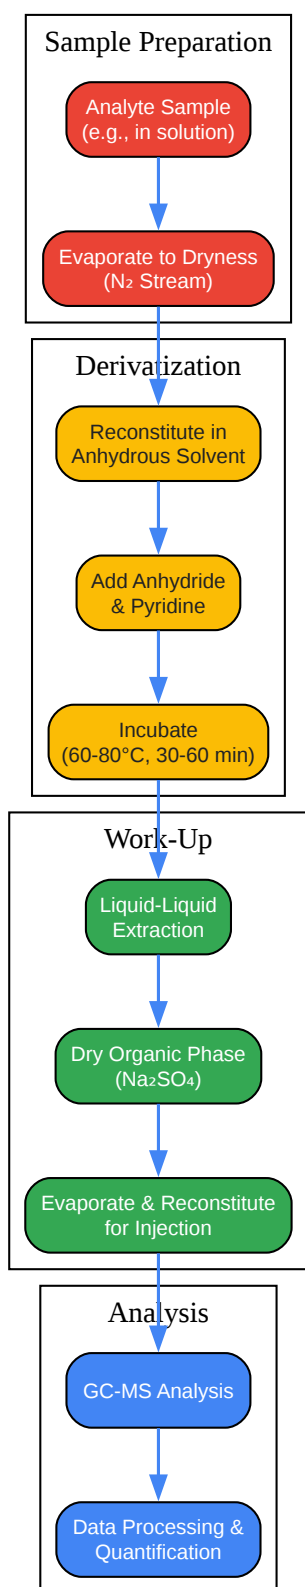 Sample Preparation
Analyte Sample
(e.g., in solution)
Evaporate to Dryness
(N₂ Stream)
Derivatization
Reconstitute in
Anhydrous Solvent
Add Anhydride
& Pyridine
Incubate
(60-80°C, 30-60 min)
Work-Up
Liquid-Liquid
Extraction
Dry Organic Phase
(Na₂SO₄)
Evaporate & Reconstitute
for Injection
Analysis
GC-MS Analysis
Data Processing &
Quantification